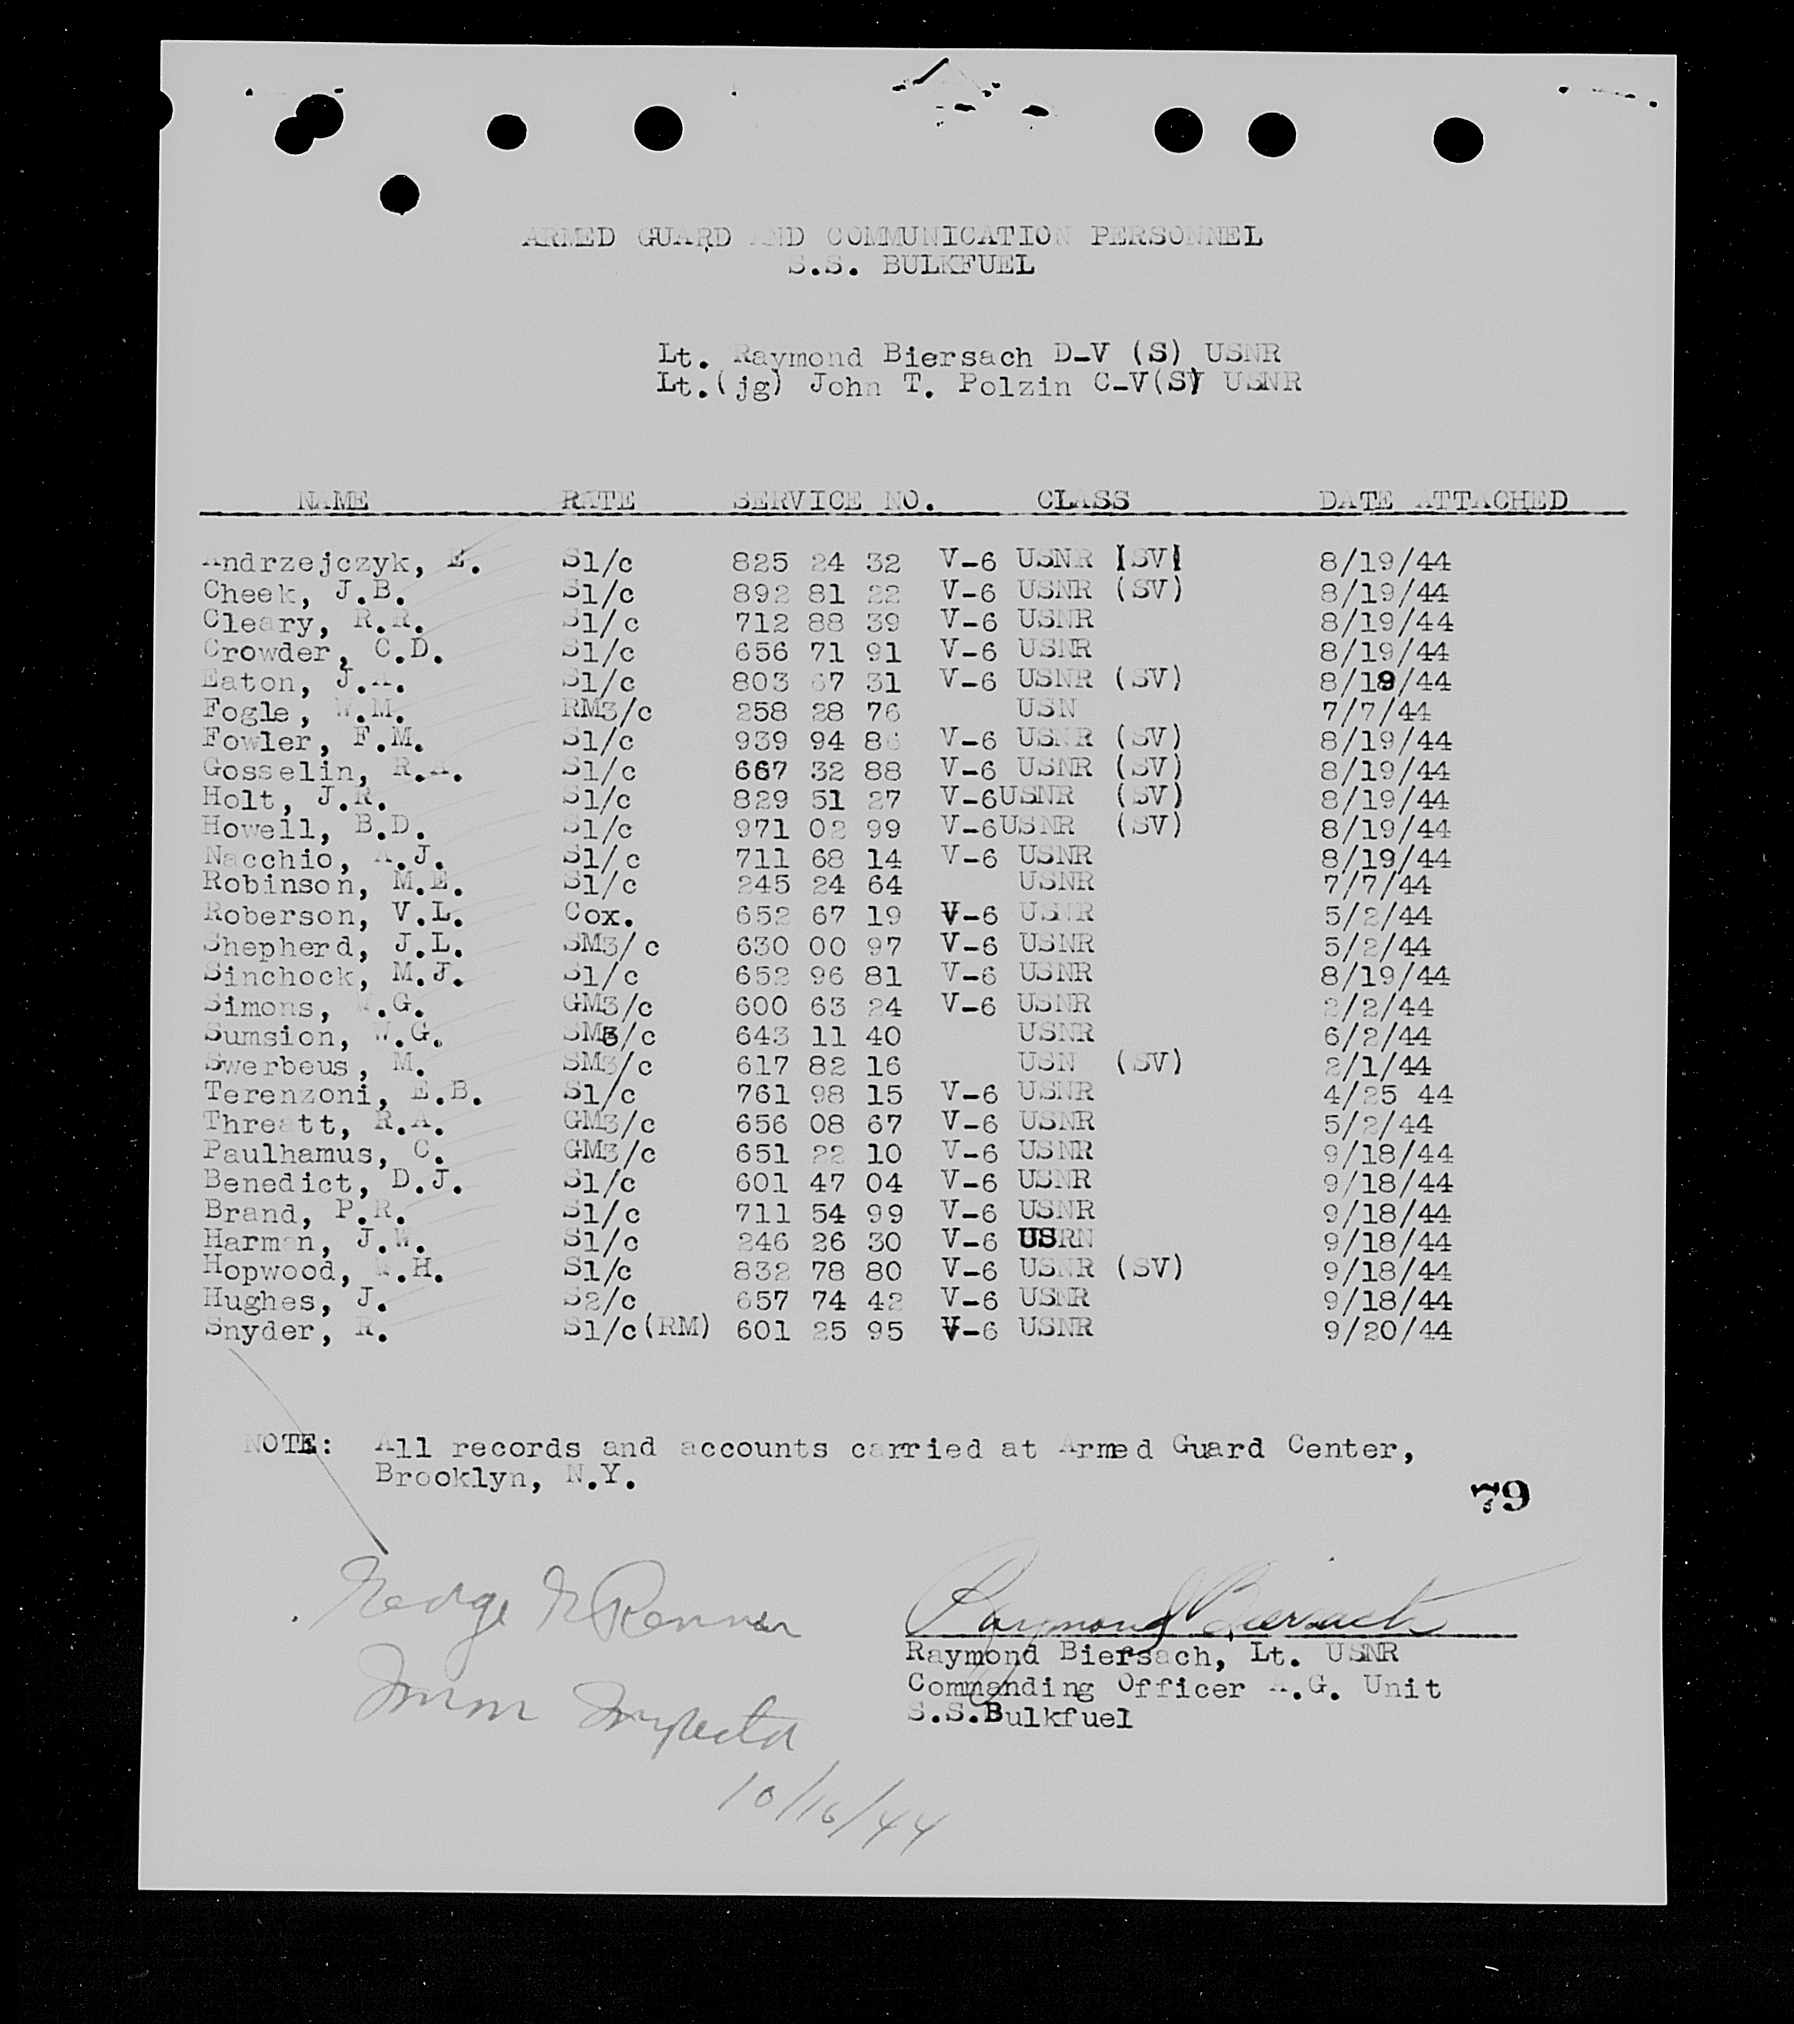 ARMED GUARD AND COMMUNICATION PERSONNEL
S.S. BULKFUEL
Lt. Raymond Biersach D-V (S) USNR
Lt.(jg) John T. Polzin C-V(S) USNR
NAME RATE SERVICE NO. CLASS DATE ATTACHED
Andrzejczyk, E. S1/c 825 24 32 V-6 USNR (SV) 8/19/44
Cheek, J.B. S1/c 892 81 22 V-6 USNR (SV) 8/19/44
Cleary, R.R. S1/c 712 88 39 V-6 USNR 8/19/44
Crowder, C.D. S1/c 656 71 91 V-6 USNR 8/19/44
Eaton, J.A. S1/c 803 67 31 V-6 USNR (SV) 8/19/44
Fogle, W.M. RM3/c 258 28 76 USN 7/7/44
Fowler, F.M. S1/c 939 94 86 V-6 USNR (SV) 8/19/44
Gosselin, R.A. S1/c 667 32 88 V-6 USNR (SV) 8/19/44
Holt, J.R. S1/c 829 51 27 V-6USNR (SV) 8/19/44
Howell, B.D. S1/c 971 02 99 V-6USNR (SV) 8/19/44
Nacchio, A.J. S1/c 711 68 14 V-6 USNR 8/19/44
Robinson, M.E. S1/c 245 24 64 USNR 7/7/44
Roberson, V.L. Cox. 652 67 19 V-6 USNR 5/2/44
Shepherd, J.L. SM3/c 630 00 97 V-6 USNR 5/2/44
Sinchock, M.J. S1/c 652 96 81 V-6 USNR 8/19/44
Simons, W.G. GM3/c 600 63 24 V-6 USNR 2/2/44
Sumsion, W.G. SM3/c 643 11 40 USNR 6/2/44
Swerbeus, M. SM3/c 617 82 16 USN (SV) 2/1/44
Terenzoni, E.B. S1/c 761 98 15 V-6 USNR 4/25 44
Threatt, R.A. GM3/c 656 08 67 V-6 USNR 5/2/44
Paulhamus, C. GM3/c 651 22 10 V-6 USNR 9/18/44
Benedict, D.J. S1/c 601 47 04 V-6 USNR 9/18/44
Brand, P.R. S1/c 711 54 99 V-6 USNR 9/18/44
Harman, J.W. S1/c 246 26 30 V-6 USRN 9/18/44
Hopwood, W.H. S1/c 832 78 80 V-6 USNR (SV) 9/18/44
Hughes, J. S2/c 657 74 42 V-6 USNR 9/18/44
Snyder, R. S1/c(RM) 601 25 95 V-6 USNR 9/20/44
NOTE: All records and accounts carried at Armed Guard Center,
Brooklyn, N.Y.
79
George N Renner
Raymond Biersach
Raymond Biersach, Lt. USNR
Immn Inspector
Commanding Officer A.G. Unit
S.S.Bulkfuel
10/16/44